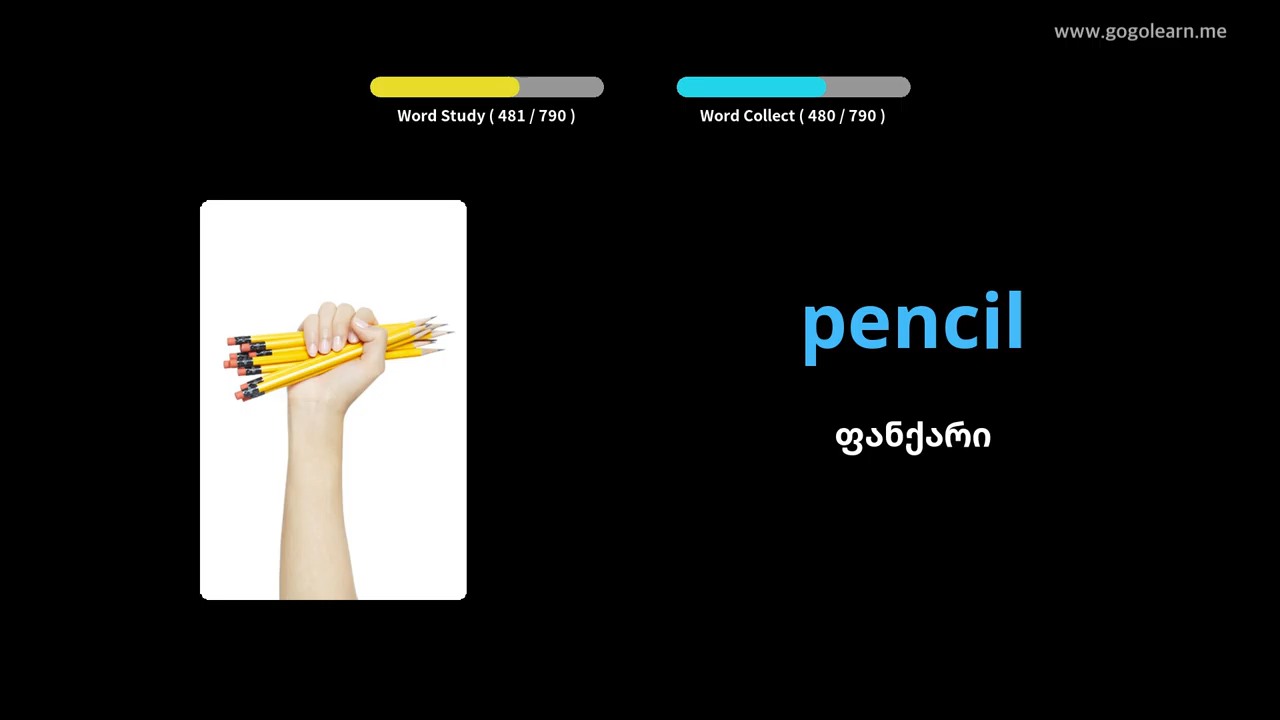 www.gogolearn.me
Word Study ( 481 / 790 )
Word Collect ( 480 / 790 )
pencil
ფანქარი